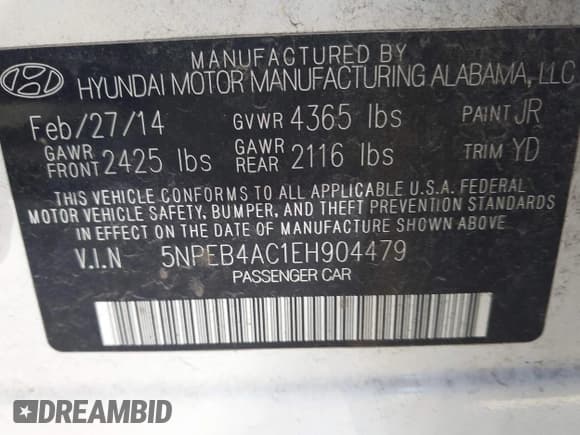 MANUFACTURED BY
HYUNDAI MOTOR MANUFACTURING ALABAMA, LLC
Feb/27/14 GVWR 4365 lbs PAINT JR
GAWR FRONT 2425 lbs GAWR REAR 2116 lbs TRIM YD
THIS VEHICLE CONFORMS TO ALL APPLICABLE U.S.A. FEDERAL
MOTOR VEHICLE SAFETY, BUMPER, AND THEFT PREVENTION STANDARDS
IN EFFECT ON THE DATE OF MANUFACTURE SHOWN ABOVE.
V.I.N 5NPEB4AC1EH904479
PASSENGER CAR
DREAMBID